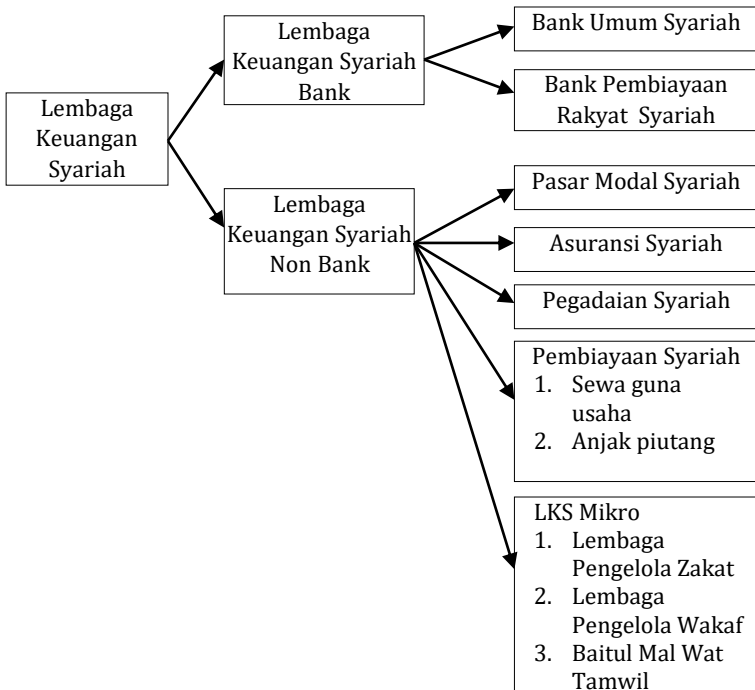 Lembaga
Keuangan
Syariah
Lembaga
Keuangan Syariah
Bank
Bank Umum Syariah
Bank Pembiayaan
Rakyat Syariah
Lembaga
Keuangan Syariah
Non Bank
Pasar Modal Syariah
Asuransi Syariah
Pegadaian Syariah
Pembiayaan Syariah
1. Sewa guna
usaha
2. Anjak piutang
LKS Mikro
1. Lembaga
Pengelola Zakat
2. Lembaga
Pengelola Wakaf
3. Baitul Mal Wat
Tamwil